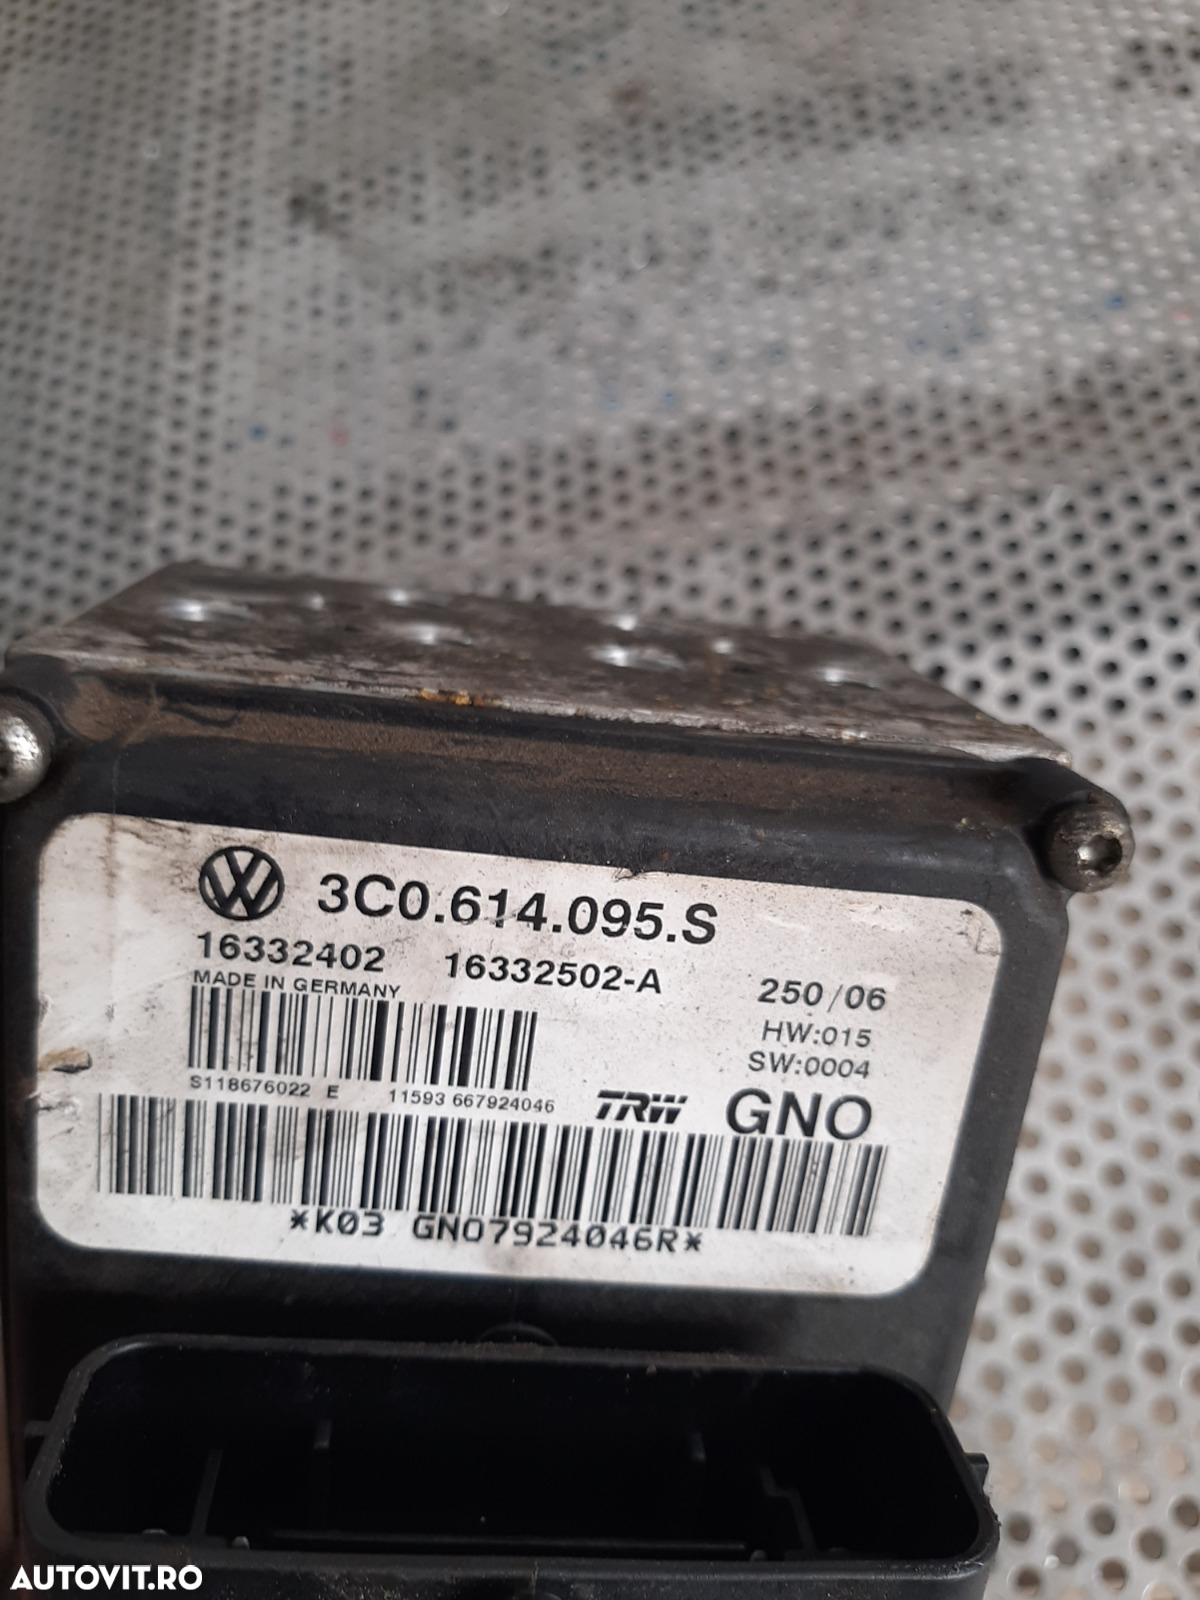 3C0.614.095.S
16332402 16332502-A 250/06
MADE IN GERMANY
HW:015
SW:0004
S118676022 E 11593 667924046
TRW GNO
*K03 GNO7924046R*
AUTOVIT.RO